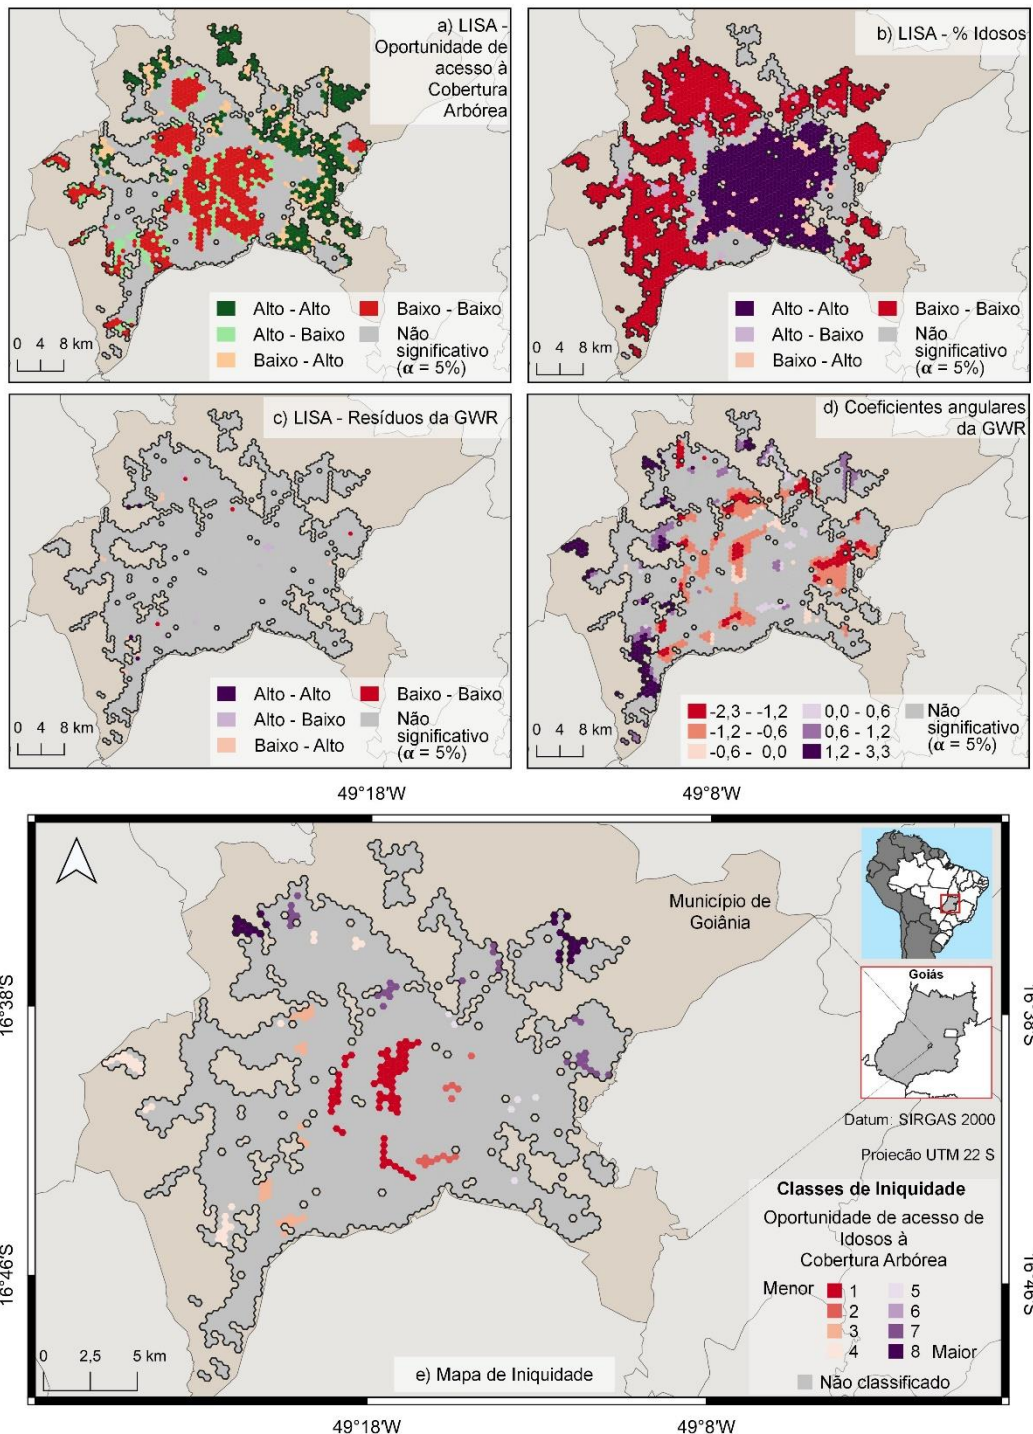 a) LISA -
Oportunidade de
acesso à
Cobertura
Arbórea
Alto - Alto
Baixo - Baixo
Alto - Baixo
Não
significativo
(α = 5%)
Baixo - Alto
0 4 8 km
b) LISA - % Idosos
Alto - Alto
Baixo - Baixo
Alto - Baixo
Não
significativo
(α = 5%)
Baixo - Alto
0 4 8 km
c) LISA - Resíduos da GWR
Alto - Alto
Baixo - Baixo
Alto - Baixo
Não
significativo
(α = 5%)
Baixo - Alto
0 4 8 km
d) Coeficientes angulares
da GWR
-2,3 - -1,2
0,0 - 0,6
Não
significativo
(α = 5%)
-1,2 - -0,6
0,6 - 1,2
-0,6 - 0,0
1,2 - 3,3
0 4 8 km
49°18'W 49°8'W
Município de
Goiânia
Goiás
16°38'S
16°38'S
Datum: SIRGAS 2000
Projecão UTM 22 S
Classes de Iniquidade
Oportunidade de acesso de
Idosos à
Cobertura Arbórea
Menor 1 5
2 6
3 7
4 8 Maior
Não classificado
16°46'S
16°46'S
0 2,5 5 km
e) Mapa de Iniquidade
49°18'W 49°8'W